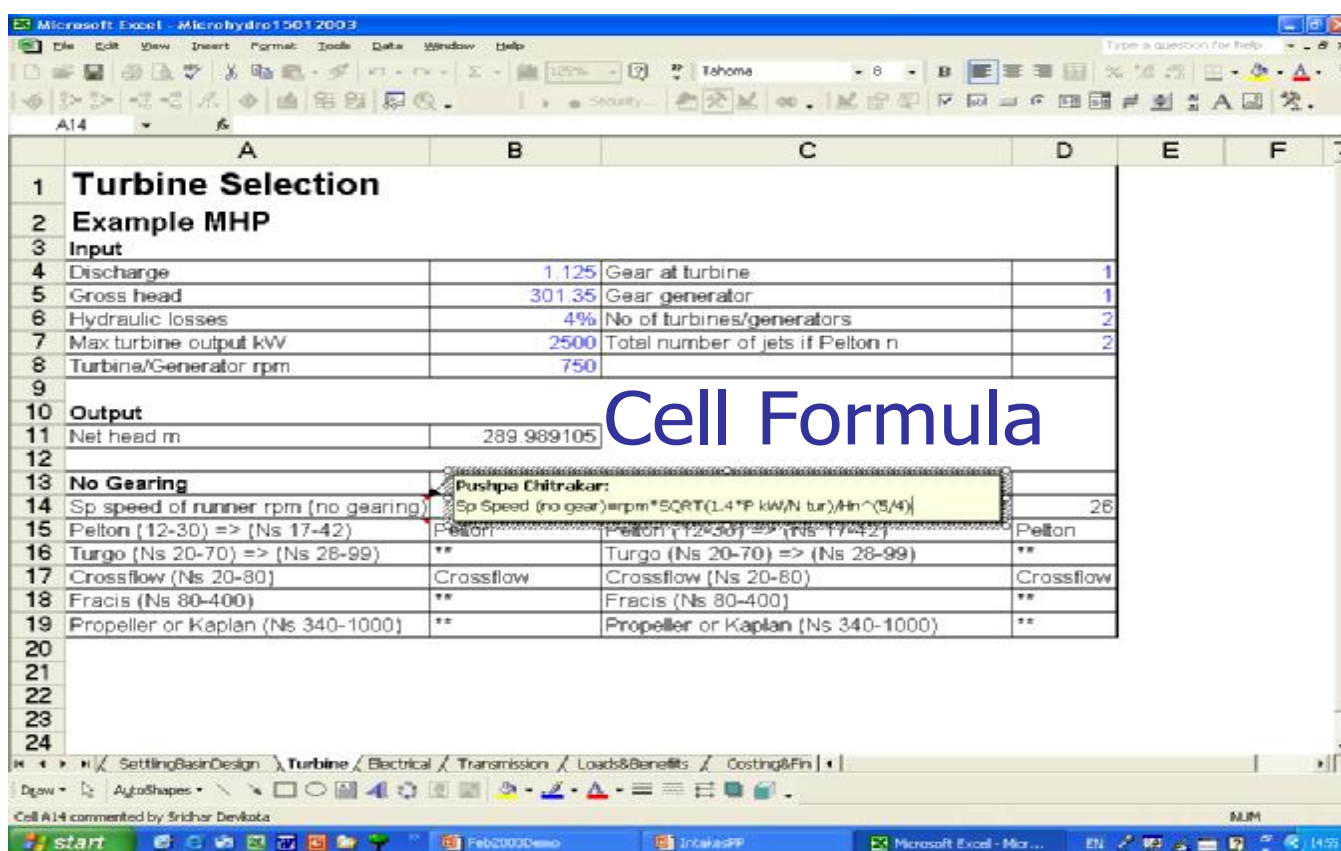 Microsoft Excel - Microhydro15012003
File Edit View Insert Format Tools Data Window Help Type a question for help
125% Tahoma 8 B
Security...
A14 fx
A B C D E F
1 Turbine Selection
2 Example MHP
3 Input
4 Discharge 1.125 Gear at turbine 1
5 Gross head 301.35 Gear generator 1
6 Hydraulic losses 4% No of turbines/generators 2
7 Max turbine output kW 2500 Total number of jets if Pelton n 2
8 Turbine/Generator rpm 750
9
Cell Formula
10 Output
11 Net head m 289.989105
12
13 No Gearing
Pushpa Chitrakar:
14 Sp speed of runner rpm (no gearing) Sp Speed (no gear)=rpm*SQRT(1.4*P kW/N tur)/Hn^(5/4) 26
15 Pelton (12-30) => (Ns 17-42) Pelton Pelton (12-30) => (Ns 17-42) Pelton
16 Turgo (Ns 20-70) => (Ns 28-99) ** Turgo (Ns 20-70) => (Ns 28-99) **
17 Crossflow (Ns 20-80) Crossflow Crossflow (Ns 20-80) Crossflow
18 Fracis (Ns 80-400) ** Fracis (Ns 80-400) **
19 Propeller or Kaplan (Ns 340-1000) ** Propeller or Kaplan (Ns 340-1000) **
20
21
22
23
24
SettlingBasinDesign Turbine Electrical Transmission Loads&Benefits Costing&Fin
Draw AutoShapes
Cell A14 commented by Sridhar Devkota NUM
start Feb2003Demo IntakesPP Microsoft Excel - Micr... EN 14:57